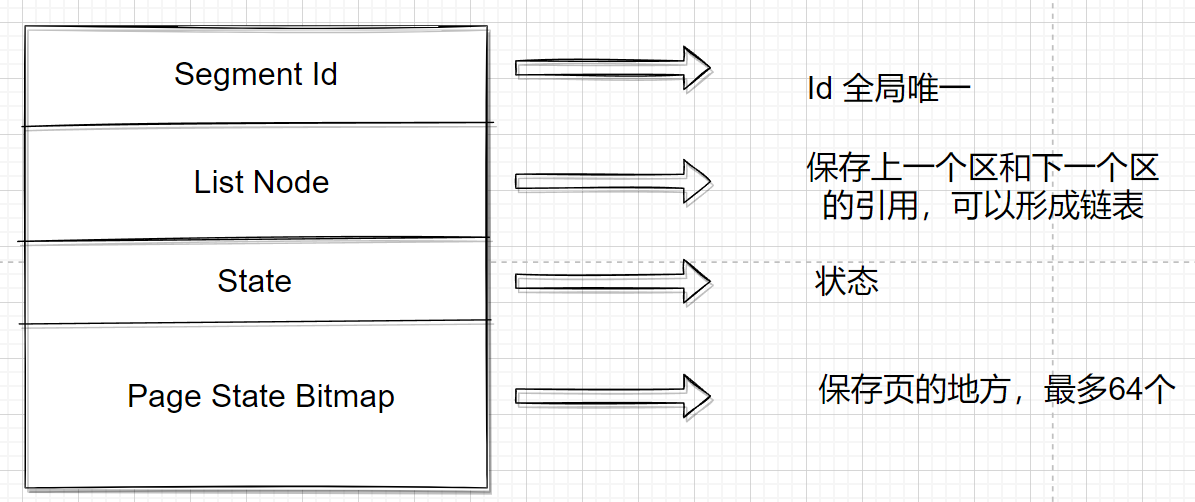 Segment Id
Id 全局唯一
List Node
保存上一个区和下一个区
的引用，可以形成链表
State
状态
Page State Bitmap
保存页的地方，最多64个